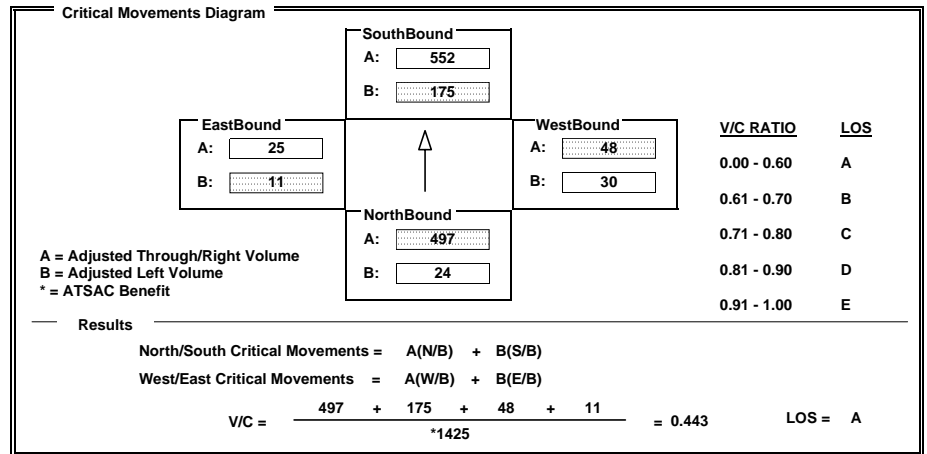 Critical Movements Diagram
SouthBound
A: 552
B: 175
EastBound
A: 25
B: 11
WestBound
A: 48
B: 30
NorthBound
A: 497
B: 24
V/C RATIO LOS
0.00 - 0.60 A
0.61 - 0.70 B
0.71 - 0.80 C
0.81 - 0.90 D
0.91 - 1.00 E
A = Adjusted Through/Right Volume
B = Adjusted Left Volume
* = ATSAC Benefit
Results
North/South Critical Movements = A(N/B) + B(S/B)
West/East Critical Movements = A(W/B) + B(E/B)
V/C = 497 + 175 + 48 + 11 = 0.443 LOS = A
*1425